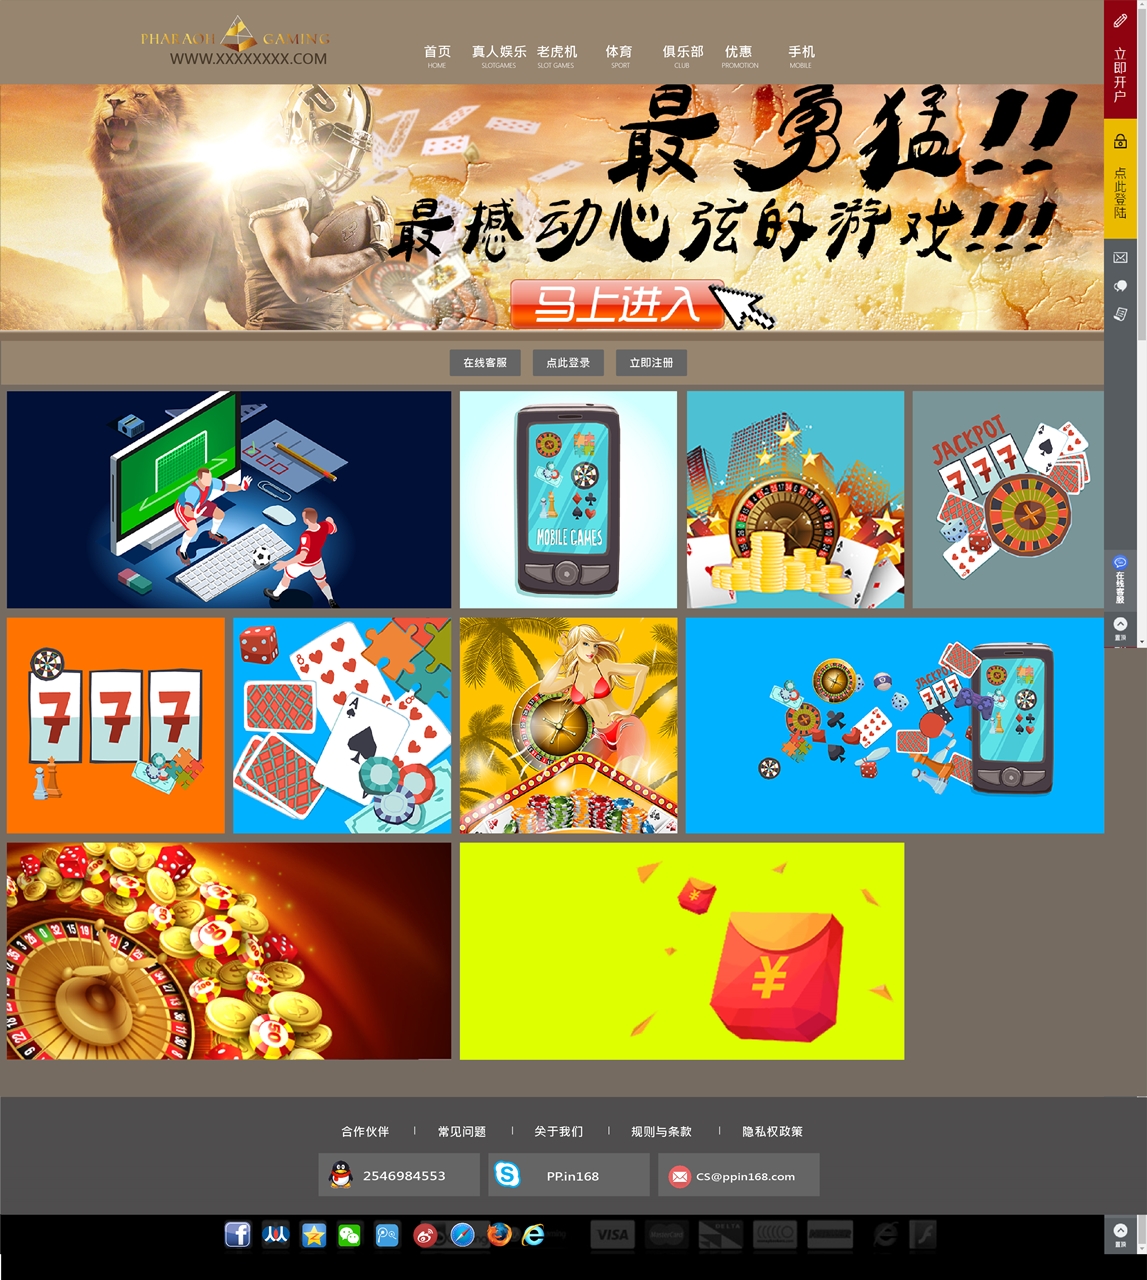 PHARAOH GAMING
WWW.XXXXXXXX.COM
首页 真人娱乐 老虎机 体育 俱乐部 优惠 手机
HOME SLOTGAMES SLOT GAMES SPORT CLUB PROMOTION MOBILE
立即开户
点此登陆
最勇猛!!
最撼动心弦的游戏!!!
马上进入
在线客服 点此登录 立即注册
MOBILE GAMES
JACKPOT
777
在线客服
置顶
777
JACKPOT
777
¥
¥
合作伙伴 | 常见问题 | 关于我们 | 规则与条款 | 隐私权政策
2546984553
PP.in168
CS@ppin168.com
VISA
DELTA
置顶